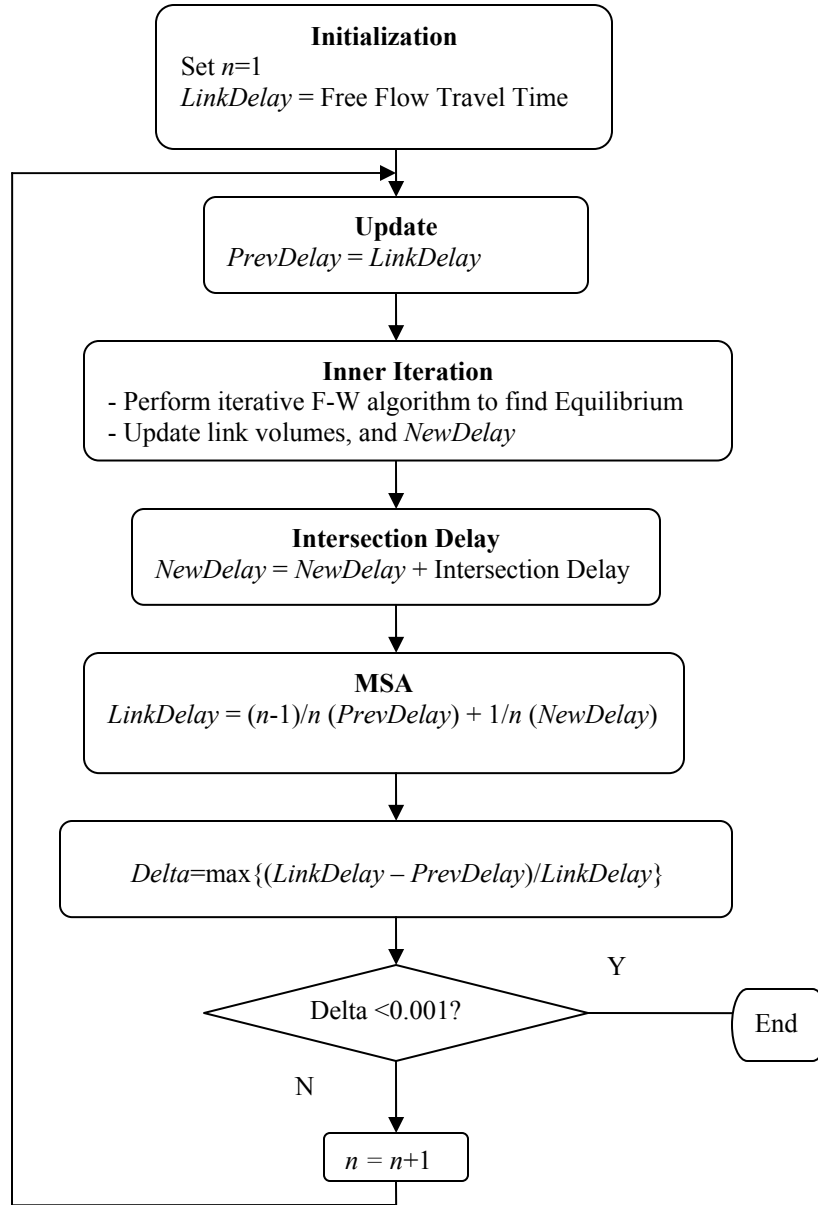 Initialization
Set n=1
LinkDelay = Free Flow Travel Time
Update
PrevDelay = LinkDelay
Inner Iteration
- Perform iterative F-W algorithm to find Equilibrium
- Update link volumes, and NewDelay
Intersection Delay
NewDelay = NewDelay + Intersection Delay
MSA
LinkDelay = (n-1)/n (PrevDelay) + 1/n (NewDelay)
Delta=max{(LinkDelay – PrevDelay)/LinkDelay}
Y
Delta <0.001?
End
N
n = n+1